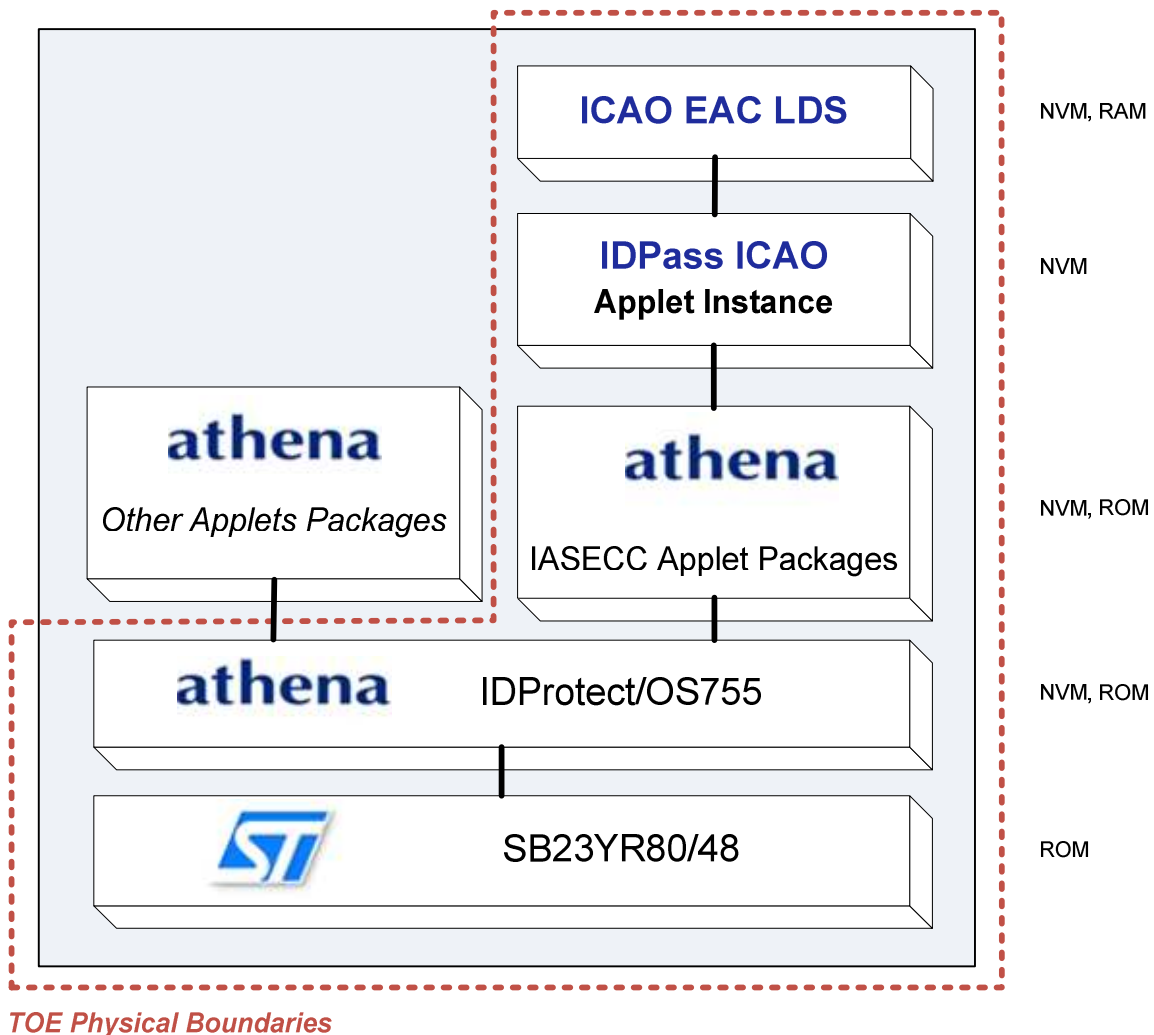 ICAO EAC LDS
NVM, RAM
IDPass ICAO
Applet Instance
NVM
athena
Other Applets Packages
athena
IASECC Applet Packages
NVM, ROM
athena IDProtect/OS755
NVM, ROM
ST SB23YR80/48
ROM
TOE Physical Boundaries